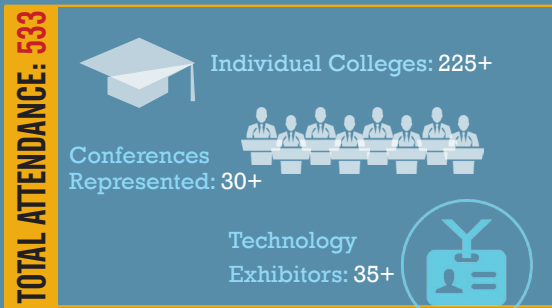 TOTAL ATTENDANCE: 533
Individual Colleges: 225+
Conferences
Represented: 30+
Technology
Exhibitors: 35+